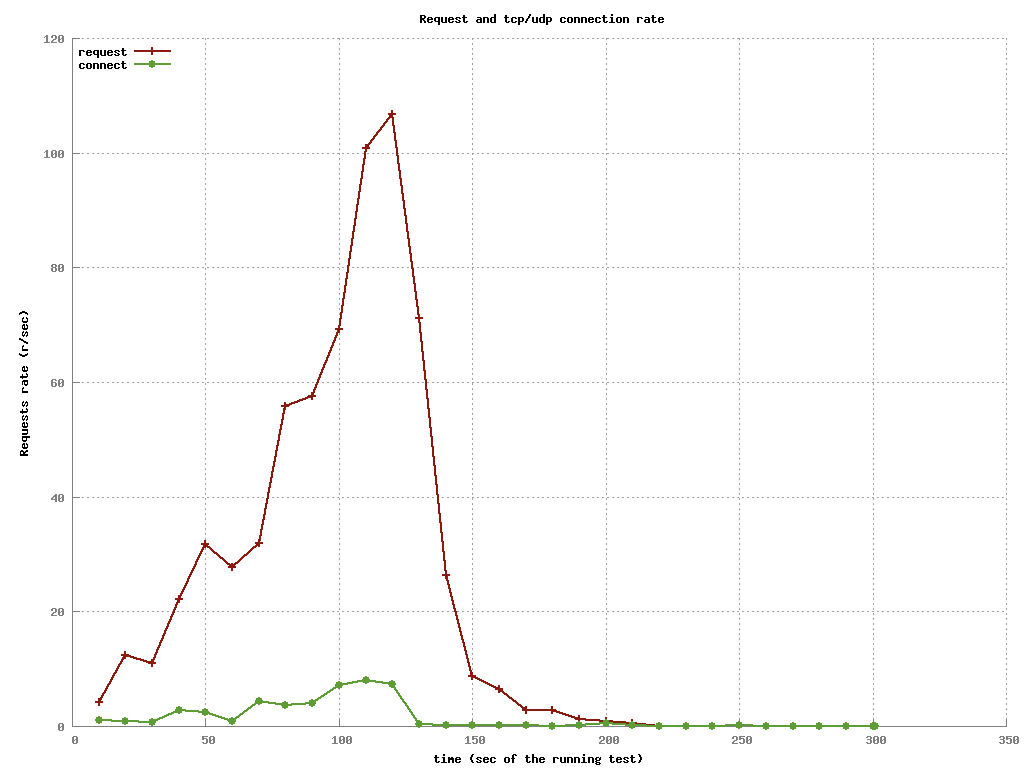 Request and tcp/udp connection rate
request
connect
120
100
80
60
40
20
0
Requests rate (r/sec)
0 50 100 150 200 250 300 350
time (sec of the running test)